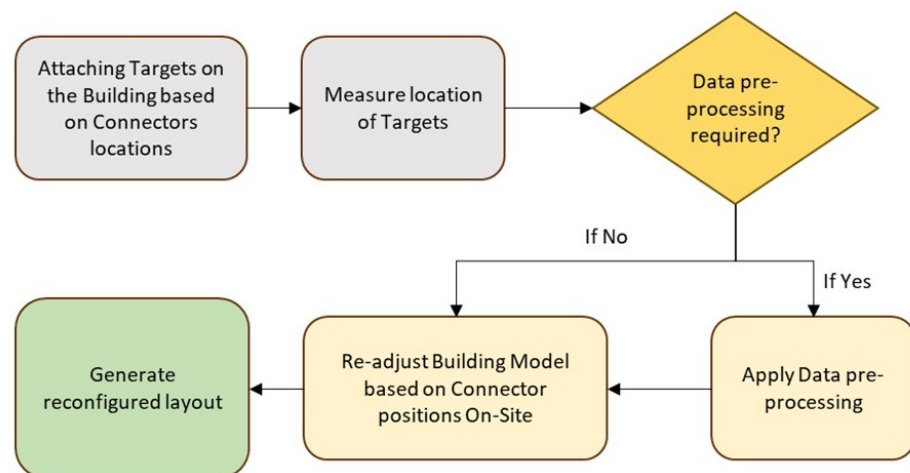 Attaching Targets on
the Building based
on Connectors
locations
Measure location
of Targets
Data pre-
processing
required?
If No
If Yes
Generate
reconfigured layout
Re-adjust Building Model
based on Connector
positions On-Site
Apply Data pre-
processing